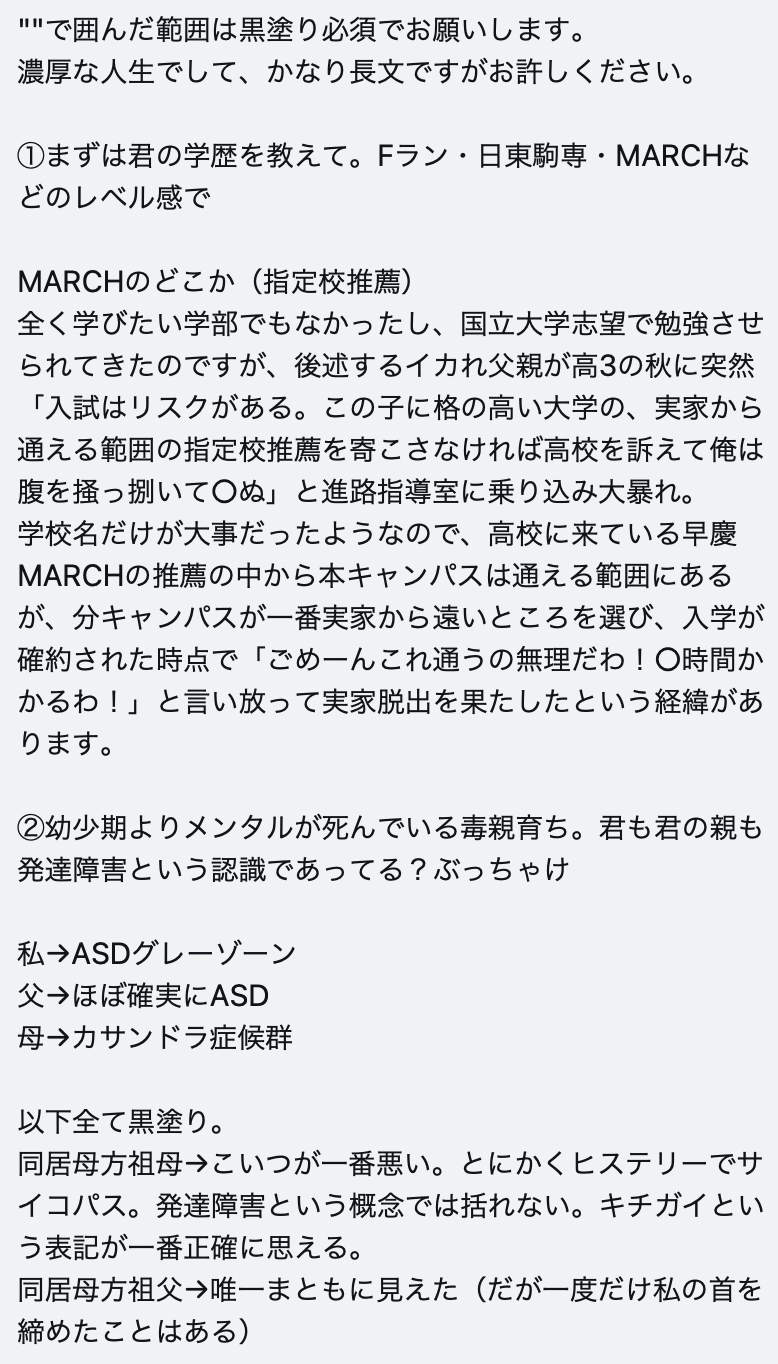 ""で囲んだ範囲は黒塗り必須でお願いします。
濃厚な人生でして、かなり長文ですがお許しください。
①まずは君の学歴を教えて。Fラン・日東駒専・MARCHな
どのレベル感で
MARCHのどこか（指定校推薦）
全く学びたい学部でもなかったし、国立大学志望で勉強させ
られてきたのですが、後述するイカれ父親が高3の秋に突然
「入試はリスクがある。この子に格の高い大学の、実家から
通える範囲の指定校推薦を寄こさなければ高校を訴えて俺は
腹を掻っ捌いて〇ぬ」と進路指導室に乗り込み大暴れ。
学校名だけが大事だったようなので、高校に来ている早慶
MARCHの推薦の中から本キャンパスは通える範囲にある
が、分キャンパスが一番実家から遠いところを選び、入学が
確約された時点で「ごめーんこれ通うの無理だわ！〇時間か
かるわ！」と言い放って実家脱出を果たしたという経緯があ
ります。
②幼少期よりメンタルが死んでいる毒親育ち。君も君の親も
発達障害という認識であってる？ぶっちゃけ
私→ASDグレーゾーン
父→ほぼ確実にASD
母→カサンドラ症候群
以下全て黒塗り。
同居母方祖母→こいつが一番悪い。とにかくヒステリーでサ
イコパス。発達障害という概念では括れない。キチガイとい
う表記が一番正確に思える。
同居母方祖父→唯一まともに見えた（だが一度だけ私の首を
締めたことはある）